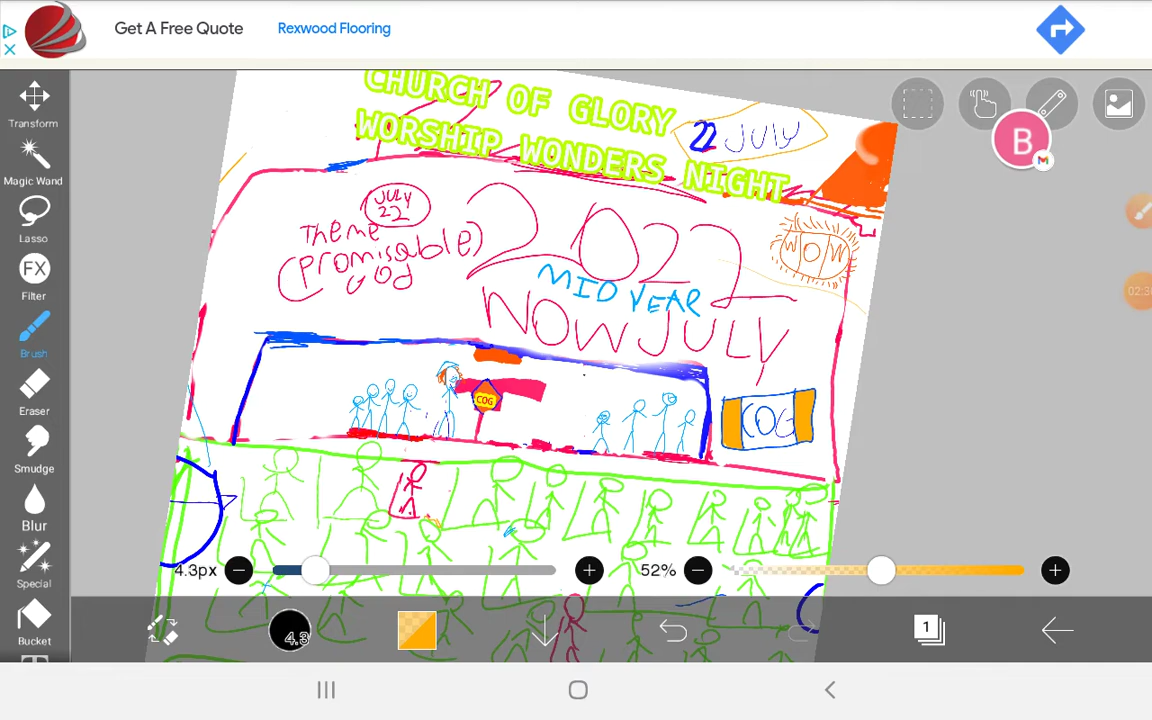 Get A Free Quote
Rexwood Flooring
CHURCH OF GLORY
WORSHIP WONDERS NIGHT
22 JULY
B
M
Transform
Magic Wand
Lasso
FX
Filter
Brush
Eraser
Smudge
Blur
Special
Bucket
JULY
22
Theme
(Promisable)
God
2022
MID YEAR
NOW JULY
WOW
COG
COG
02:3
4.3px
52%
4.3
1